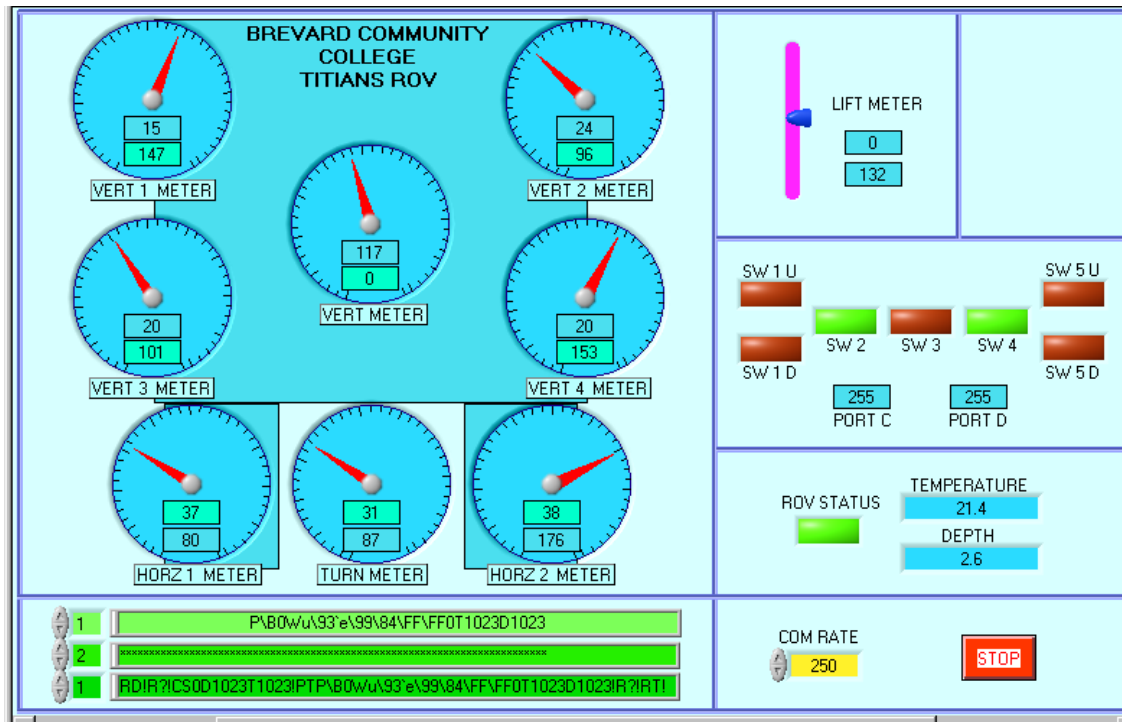 BREVARD COMMUNITY
COLLEGE
TITIANS ROV
15
147
VERT 1 METER
24
96
VERT 2 METER
117
0
VERT METER
20
101
VERT 3 METER
20
153
VERT 4 METER
37
80
HORZ 1 METER
31
87
TURN METER
38
176
HORZ 2 METER
LIFT METER
0
132
SW 1 U
SW 5 U
SW 2
SW 3
SW 4
SW 1 D
SW 5 D
255
PORT C
255
PORT D
ROV STATUS
TEMPERATURE
21.4
DEPTH
2.6
1
P\B0Wu\93`e\99\84\FF\FF0T1023D1023
2
1
RD!R?!CS0D1023T1023!PTP\B0Wu\93`e\99\84\FF\FF0T1023D1023!R?!RT!
COM RATE
250
STOP